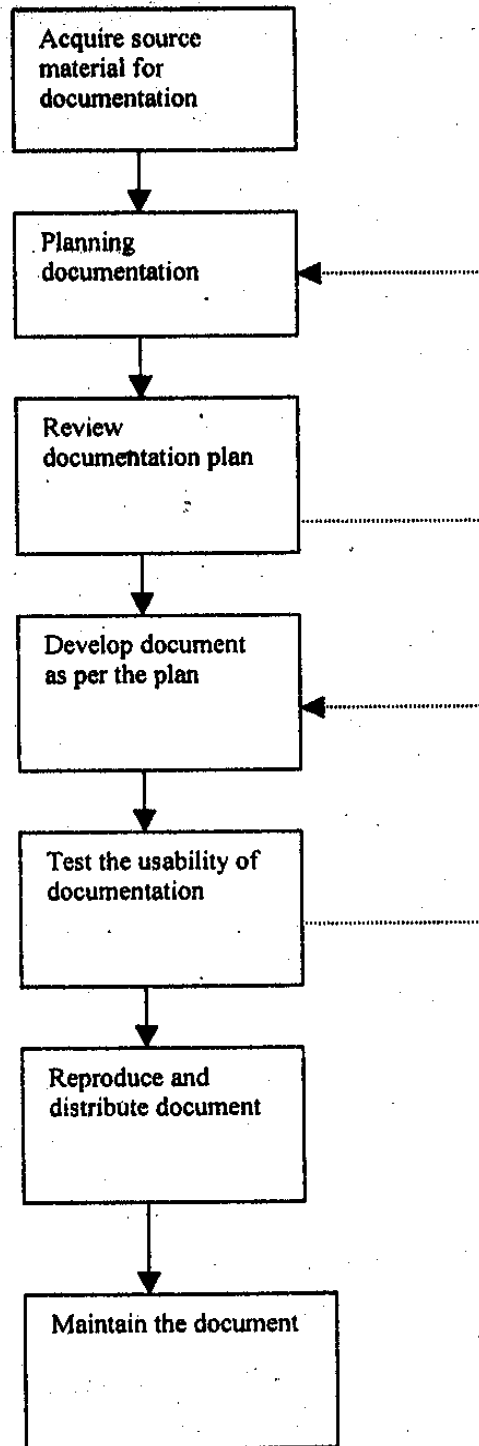 Acquire source
material for
documentation
Planning
documentation
Review
documentation plan
Develop document
as per the plan
Test the usability of
documentation
Reproduce and
distribute document
Maintain the document